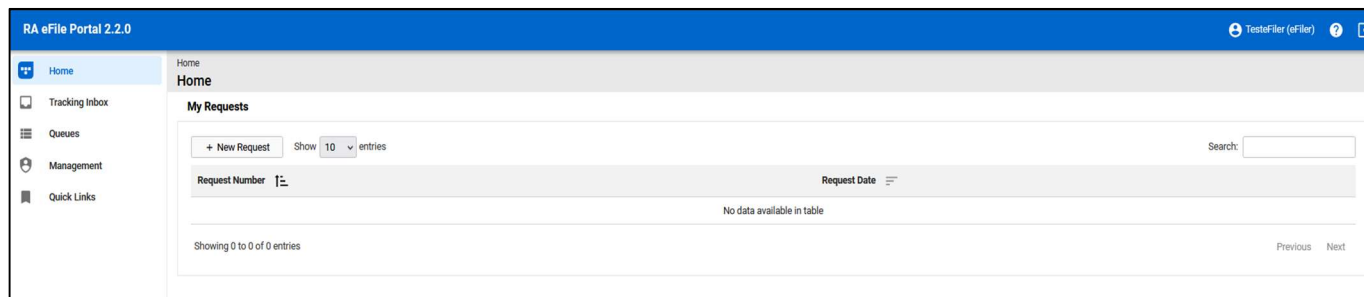 RA eFile Portal 2.2.0
TesteFiler (eFiler) ?
Home
Tracking Inbox
Queues
Management
Quick Links
Home
Home
My Requests
+ New Request Show 10 entries Search:
Request Number Request Date
No data available in table
Showing 0 to 0 of 0 entries Previous Next